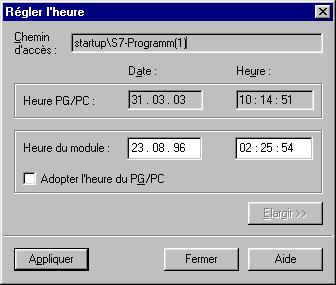 Régler l'heure
Chemin
d'accès : startup\S7-Programm(1)
Date : Heure :
Heure PG/PC : 31 . 03 . 03 10 : 14 : 51
Heure du module : 23 . 08 . 96 02 : 25 : 54
Adopter l'heure du PG/PC
Elargir >>
Appliquer Fermer Aide